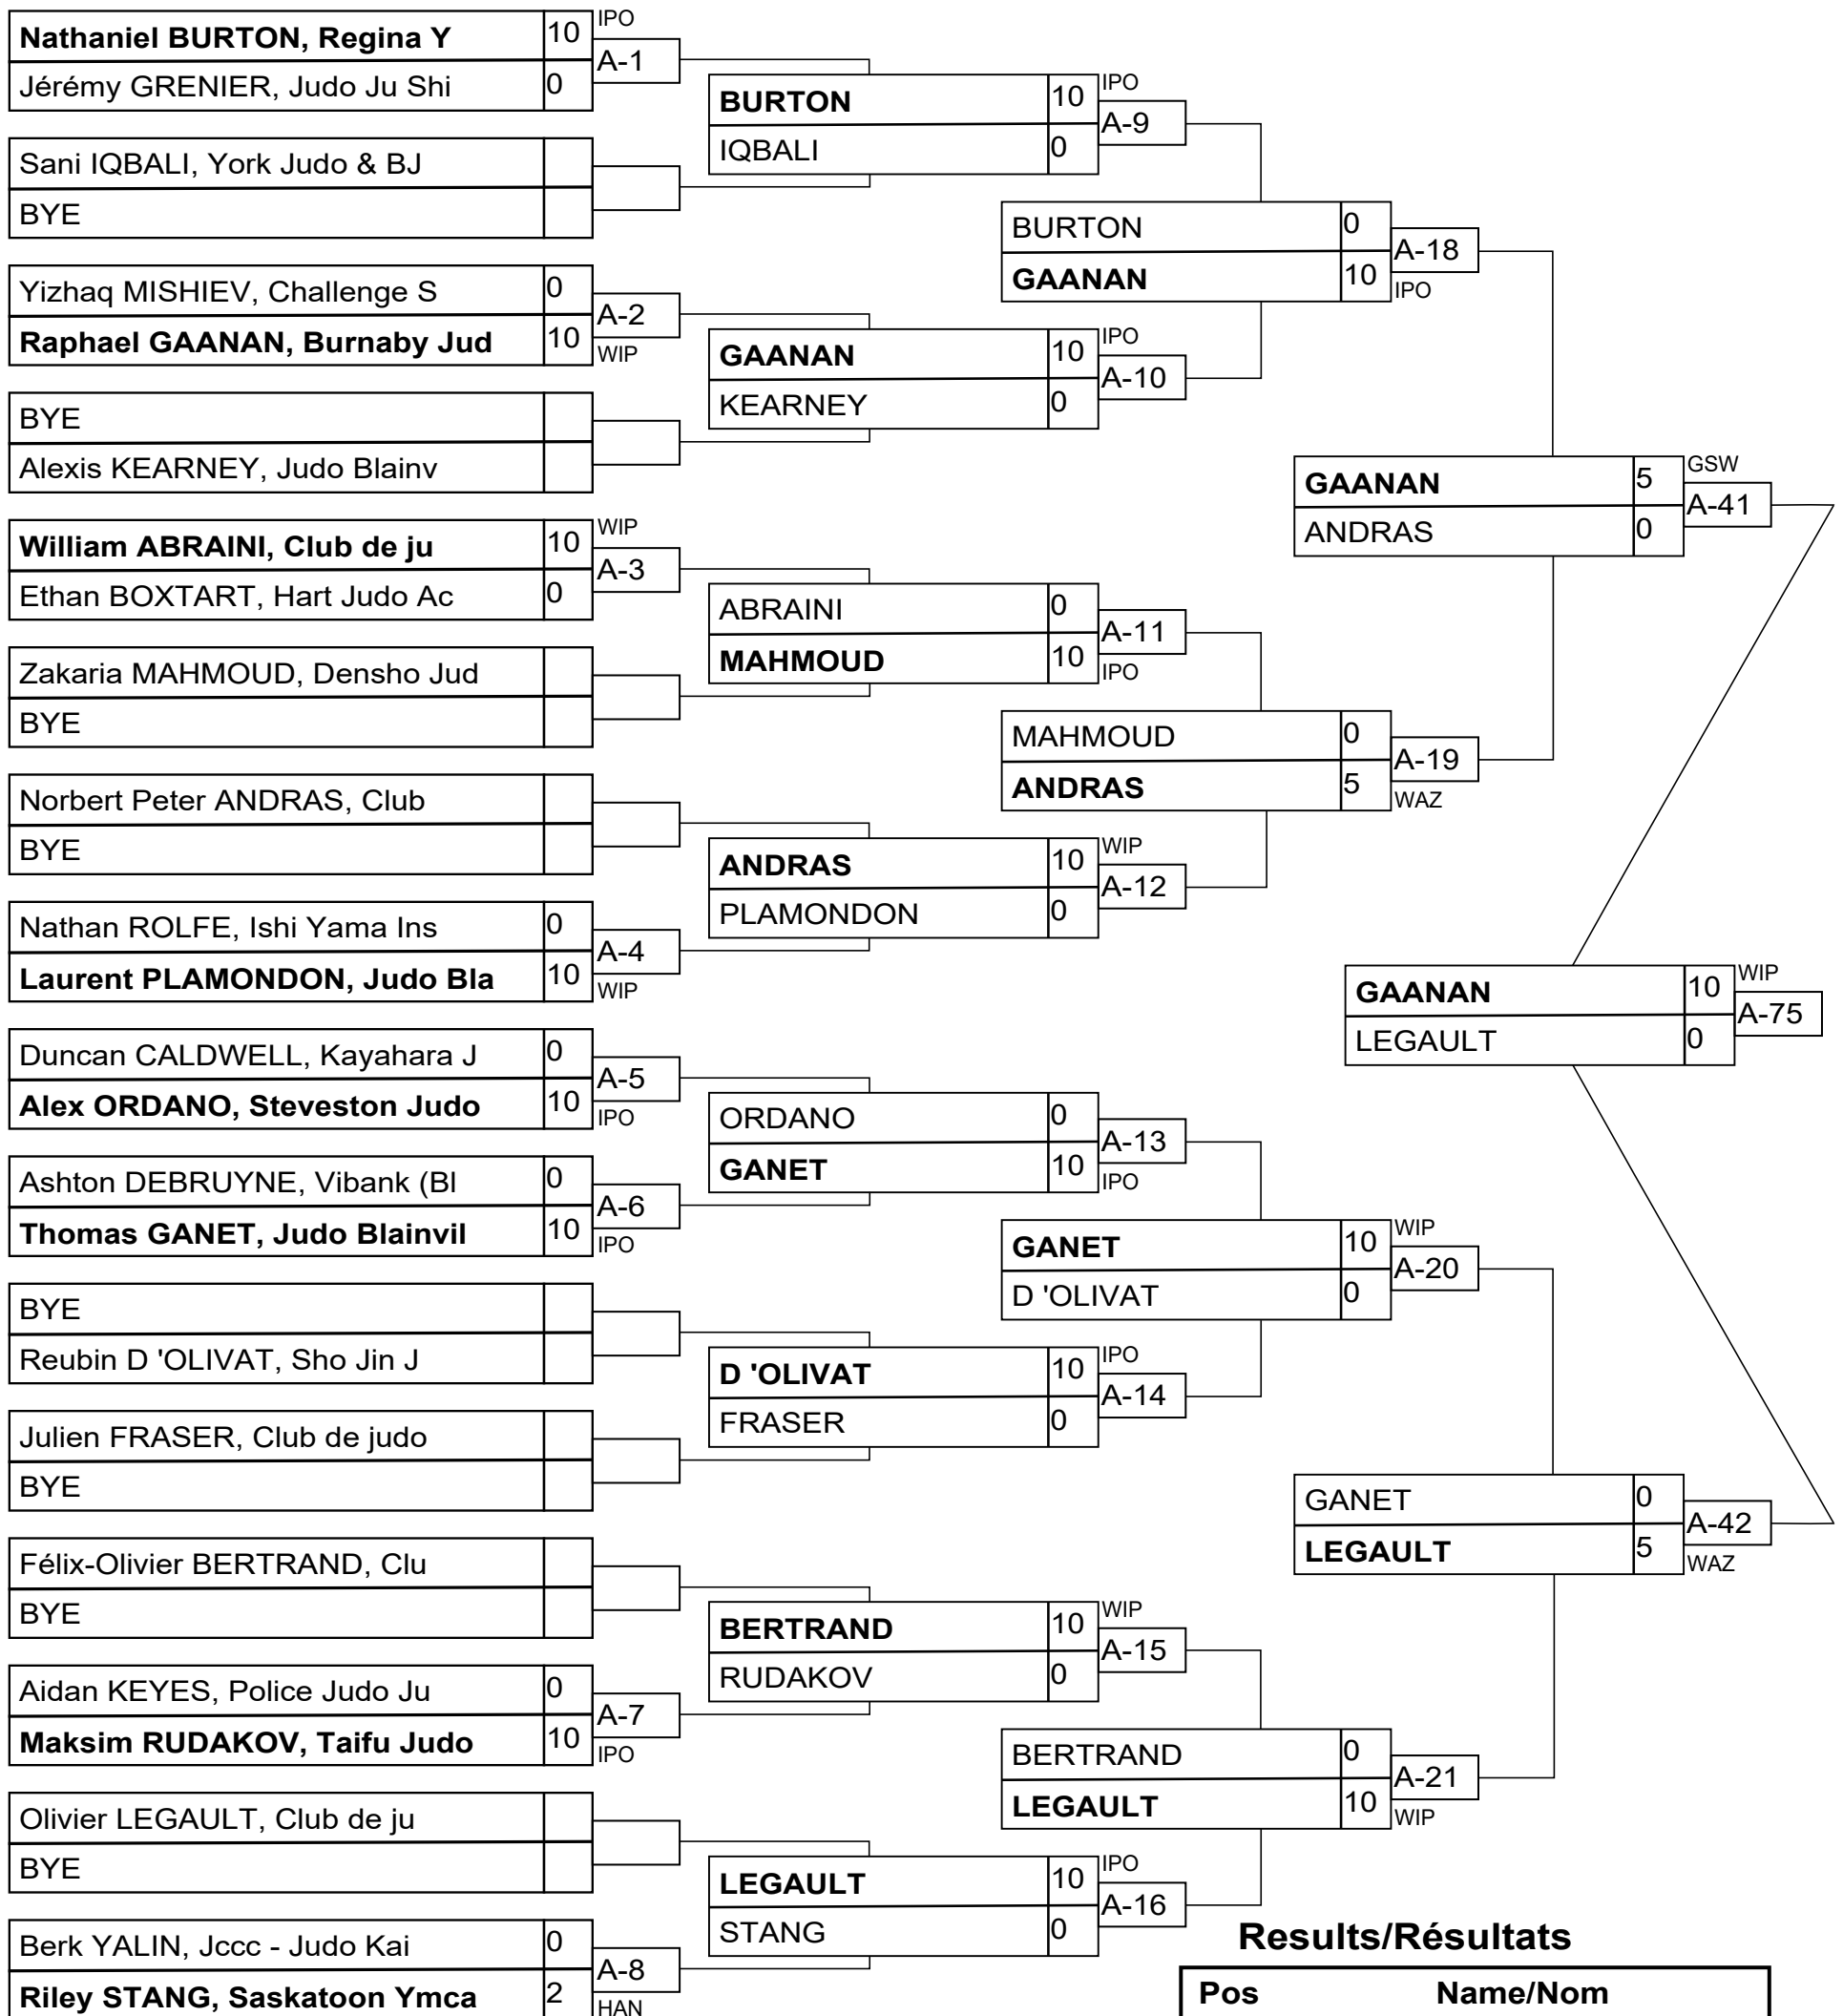 Nathaniel BURTON, Regina Y 10 IPO
A-1
Jérémy GRENIER, Judo Ju Shi 0
Sani IQBALI, York Judo & BJ
BYE
Yizhaq MISHIEV, Challenge S 0
A-2
Raphael GAANAN, Burnaby Jud 10 WIP
BYE
Alexis KEARNEY, Judo Blainv
William ABRAINI, Club de ju 10 WIP
A-3
Ethan BOXTART, Hart Judo Ac 0
Zakaria MAHMOUD, Densho Jud
BYE
Norbert Peter ANDRAS, Club
BYE
Nathan ROLFE, Ishi Yama Ins 0
A-4
Laurent PLAMONDON, Judo Bla 10 WIP
Duncan CALDWELL, Kayahara J 0
A-5
Alex ORDANO, Steveston Judo 10 IPO
Ashton DEBRUYNE, Vibank (Bl 0
A-6
Thomas GANET, Judo Blainvil 10 IPO
BYE
Reubin D 'OLIVAT, Sho Jin J
Julien FRASER, Club de judo
BYE
Félix-Olivier BERTRAND, Clu
BYE
Aidan KEYES, Police Judo Ju 0
A-7
Maksim RUDAKOV, Taifu Judo 10 IPO
Olivier LEGAULT, Club de ju
BYE
Berk YALIN, Jccc - Judo Kai 0
A-8
Riley STANG, Saskatoon Ymca 2 HAN
BURTON 10 IPO
A-9
IQBALI 0
GAANAN 10 IPO
A-10
KEARNEY 0
ABRAINI 0
A-11
MAHMOUD 10 IPO
ANDRAS 10 WIP
A-12
PLAMONDON 0
ORDANO 0
A-13
GANET 10 IPO
D 'OLIVAT 10 IPO
A-14
FRASER 0
BERTRAND 10 WIP
A-15
RUDAKOV 0
LEGAULT 10 IPO
A-16
STANG 0
BURTON 0
A-18
GAANAN 10 IPO
MAHMOUD 0
A-19
ANDRAS 5 WAZ
GANET 10 WIP
A-20
D 'OLIVAT 0
BERTRAND 0
A-21
LEGAULT 10 WIP
GAANAN 5 GSW
A-41
ANDRAS 0
GANET 0
A-42
LEGAULT 5 WAZ
GAANAN 10 WIP
A-75
LEGAULT 0
Results/Résultats
Pos Name/Nom